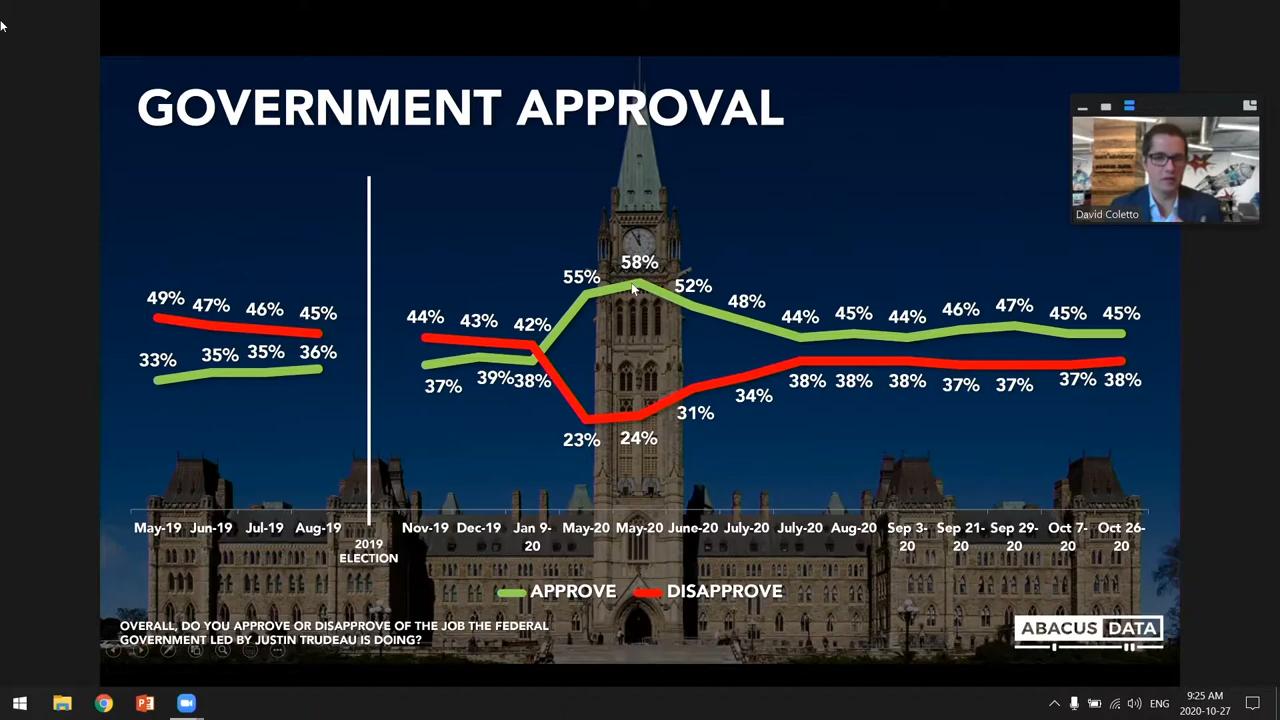 GOVERNMENT APPROVAL
David Coletto
58%
55%
52%
49%
47%
46%
45%
44%
43%
42%
48%
44%
45%
44%
46%
47%
45%
45%
33%
35%
35%
36%
37%
39%
38%
23%
24%
31%
34%
38%
38%
38%
37%
37%
37%
38%
May-19
Jun-19
Jul-19
Aug-19
2019
ELECTION
Nov-19
Dec-19
Jan 9-
20
May-20
May-20
June-20
July-20
July-20
Aug-20
Sep 3-
20
Sep 21-
20
Sep 29-
20
Oct 7-
20
Oct 26-
20
APPROVE
DISAPPROVE
OVERALL, DO YOU APPROVE OR DISAPPROVE OF THE JOB THE FEDERAL
GOVERNMENT LED BY JUSTIN TRUDEAU IS DOING?
ABACUS DATA
ENG
9:25 AM
2020-10-27